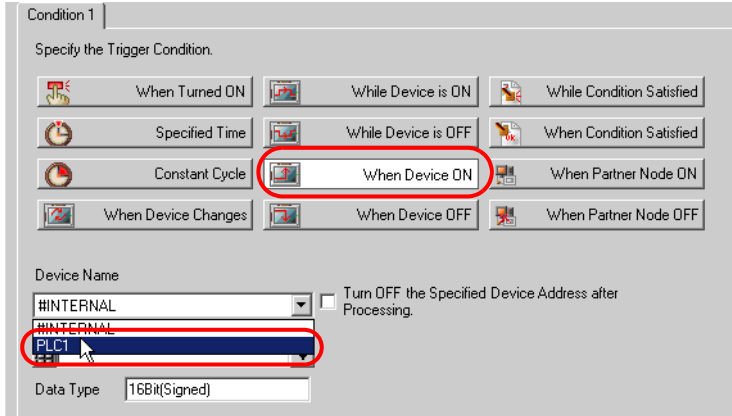 Condition 1
Specify the Trigger Condition.
When Turned ON
While Device is ON
While Condition Satisfied
Specified Time
While Device is OFF
When Condition Satisfied
Constant Cycle
When Device ON
When Partner Node ON
When Device Changes
When Device OFF
When Partner Node OFF
Device Name
#INTERNAL
Turn OFF the Specified Device Address after
Processing.
#INTERNAL
PLC1
Data Type
16Bit(Signed)